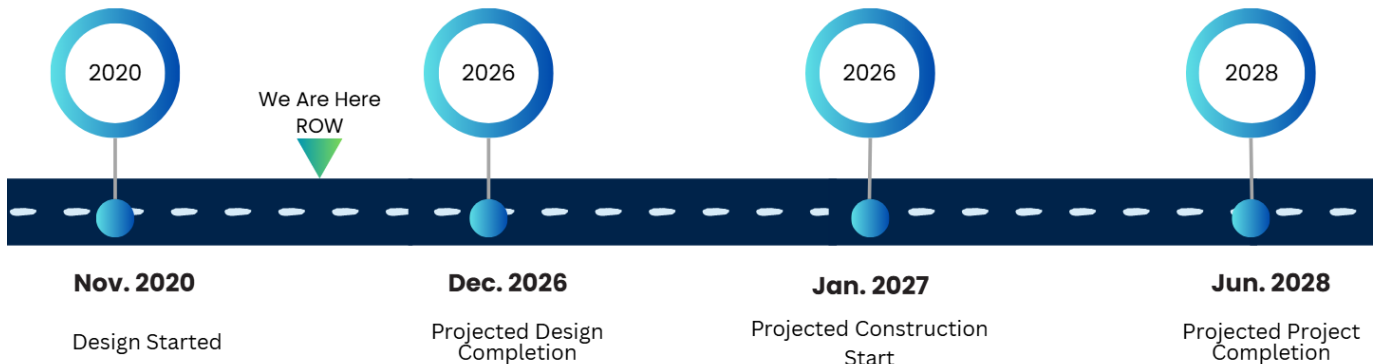 2020
2026
2026
2028
We Are Here
ROW
Nov. 2020
Dec. 2026
Jan. 2027
Jun. 2028
Design Started
Projected Design
Completion
Projected Construction
Start
Projected Project
Completion